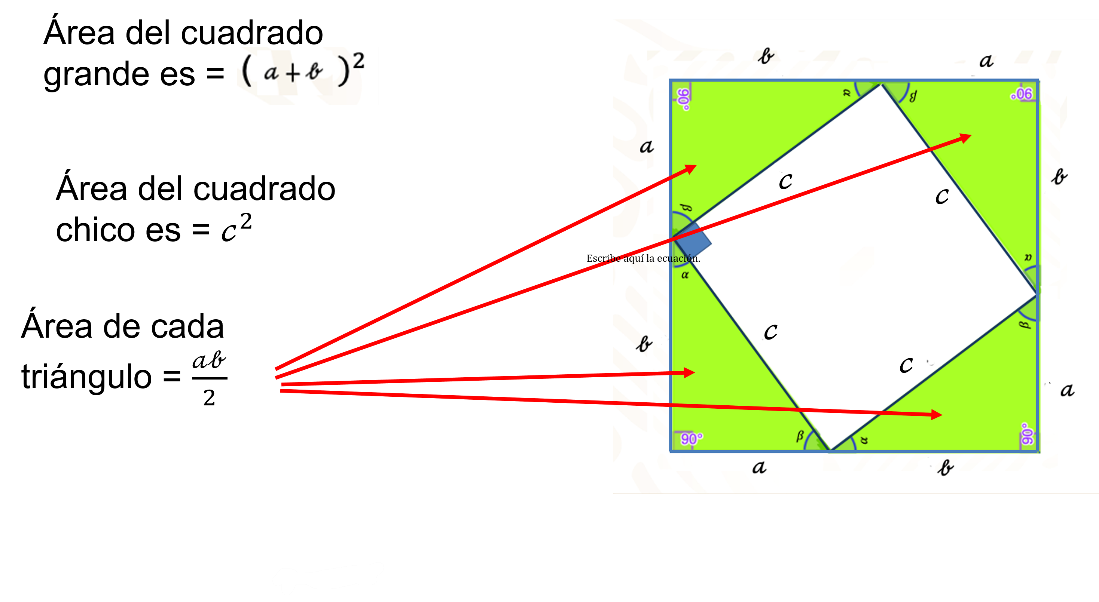 Área del cuadrado
grande es = (a+b)²
Área del cuadrado
chico es = c²
Área de cada
triángulo = ab/2
b
a
90°
α
β
90°
a
b
c
c
β
α
Escribe aquí la ecuación.
α
β
c
b
c
a
90°
β
α
90°
a
b